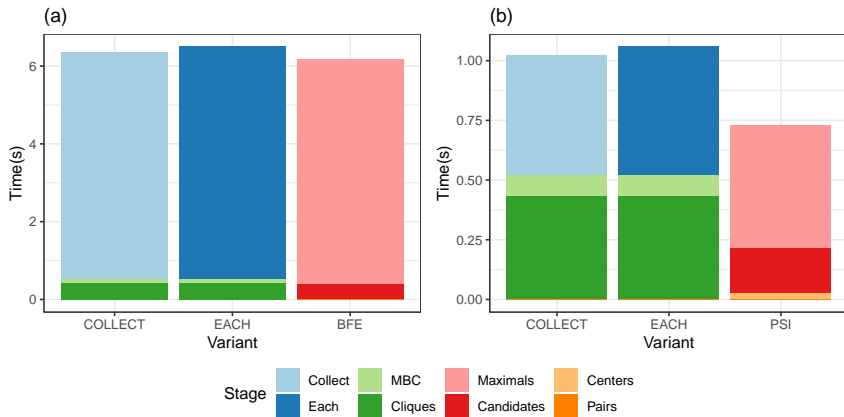 (a)
Time(s)
6
4
2
0
COLLECT EACH BFE
Variant
(b)
Time(s)
1.00
0.75
0.50
0.25
0.00
COLLECT EACH PSI
Variant
Stage
Collect MBC Maximals Centers
Each Cliques Candidates Pairs